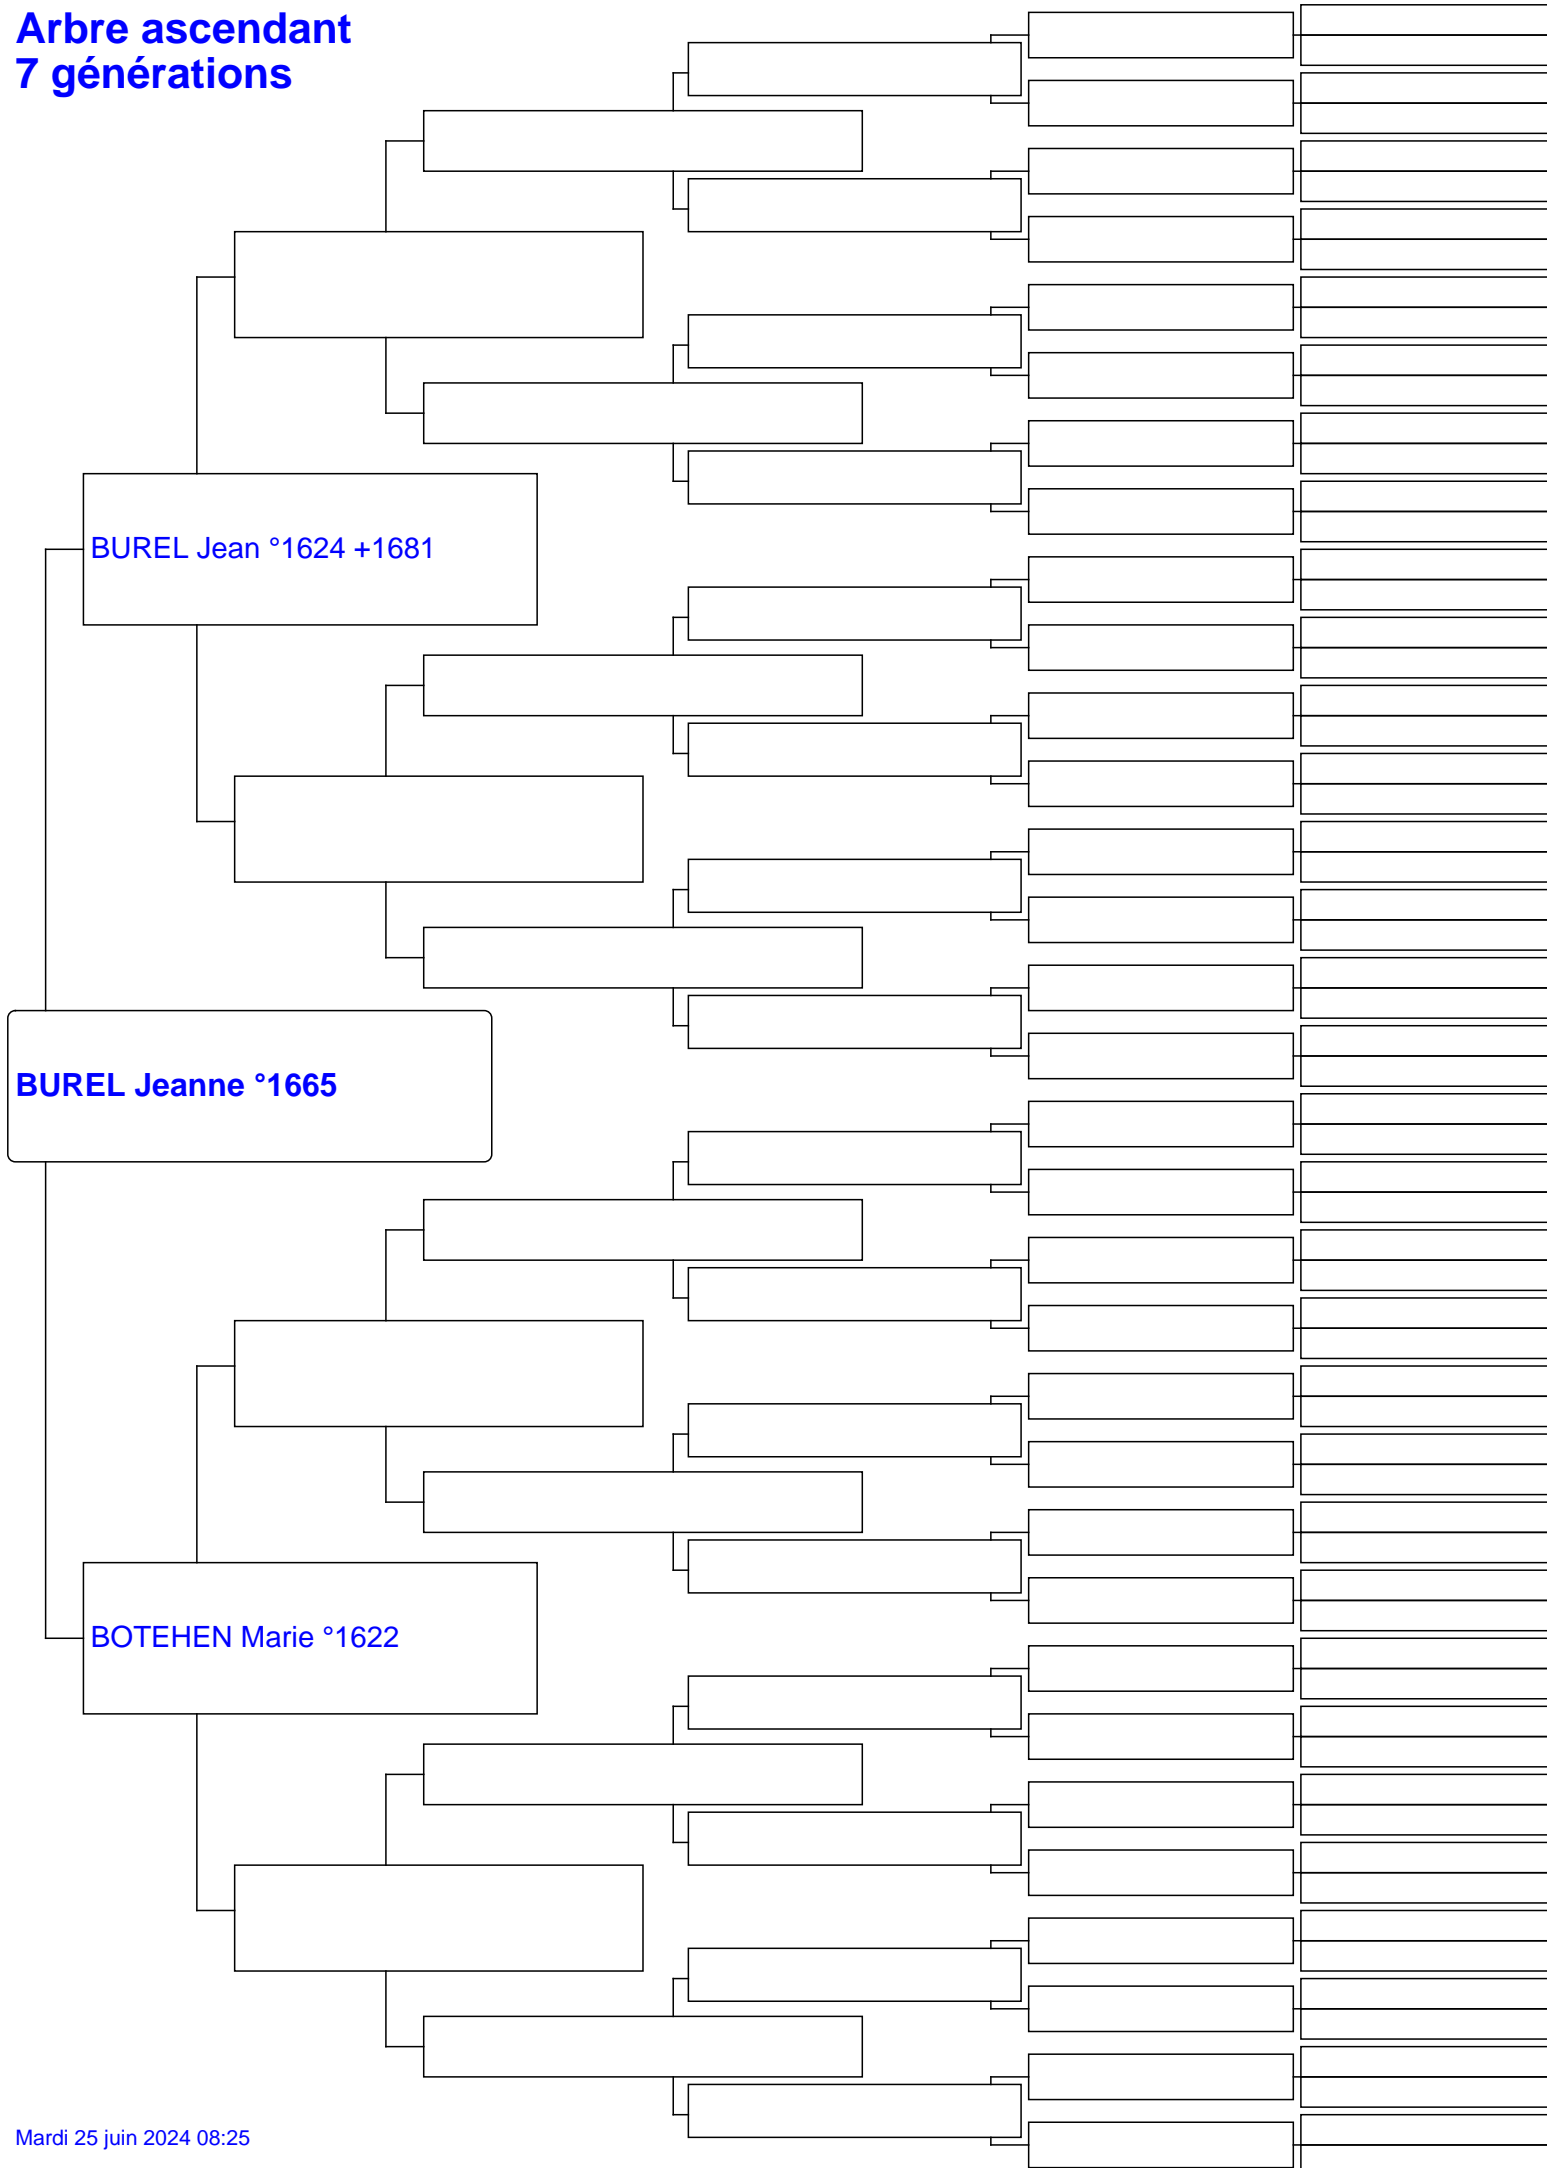 Arbre ascendant
7 générations
BUREL Jean °1624 +1681
BUREL Jeanne °1665
BOTEHEN Marie °1622
Mardi 25 juin 2024 08:25